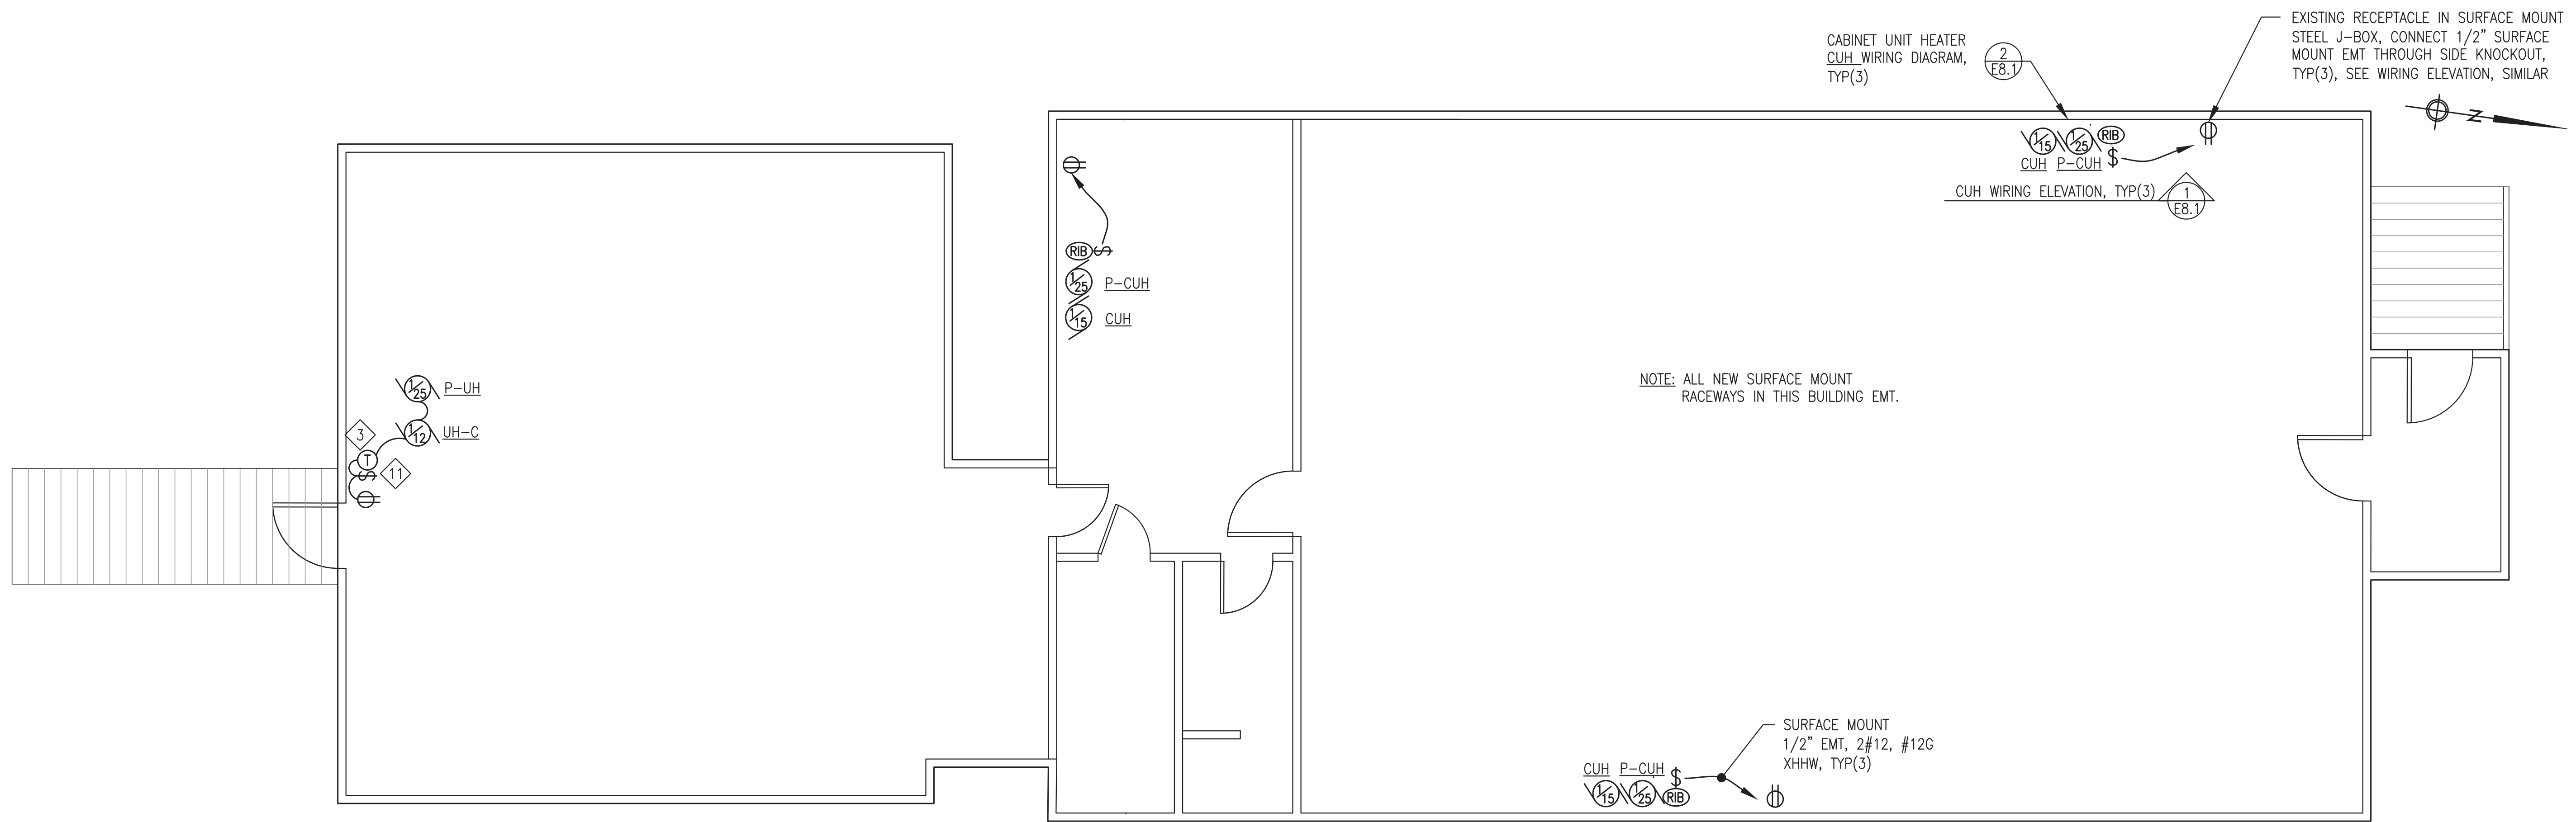 EXISTING RECEPTACLE IN SURFACE MOUNT
STEEL J-BOX, CONNECT 1/2" SURFACE
MOUNT EMT THROUGH SIDE KNOCKOUT,
TYP(3), SEE WIRING ELEVATION, SIMILAR
CABINET UNIT HEATER
CUH WIRING DIAGRAM,
TYP(3)
2
E8.1
N
1/15
1/25
RIB
CUH P-CUH $
CUH WIRING ELEVATION, TYP(3)
1
E8.1
RIB $
1/25 P-CUH
1/15 CUH
NOTE: ALL NEW SURFACE MOUNT
RACEWAYS IN THIS BUILDING EMT.
1/25 P-UH
1/12 UH-C
3
T
$
11
SURFACE MOUNT
1/2" EMT, 2#12, #12G
XHHW, TYP(3)
CUH P-CUH $
1/15
1/25
RIB